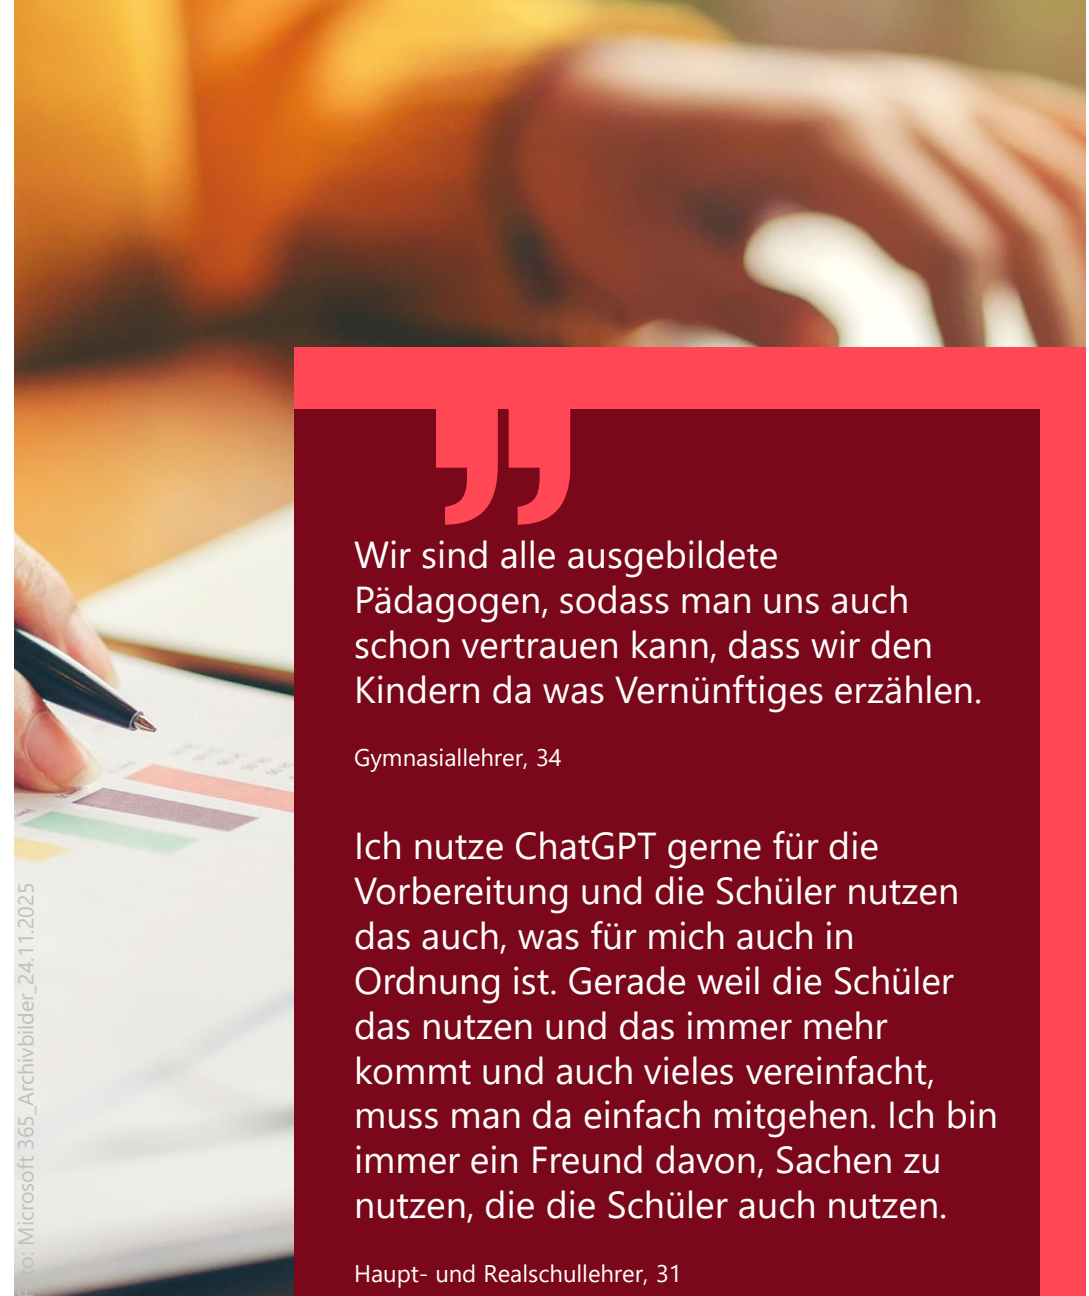 Wir sind alle ausgebildete
Pädagogen, sodass man uns auch
schon vertrauen kann, dass wir den
Kindern da was Vernünftiges erzählen.
Gymnasiallehrer, 34
Ich nutze ChatGPT gerne für die
Vorbereitung und die Schüler nutzen
das auch, was für mich auch in
Ordnung ist. Gerade weil die Schüler
das nutzen und das immer mehr
kommt und auch vieles vereinfacht,
muss man da einfach mitgehen. Ich bin
immer ein Freund davon, Sachen zu
nutzen, die die Schüler auch nutzen.
Haupt- und Realschullehrer, 31
Foto: Microsoft 365_Archivbilder_24.11.2025